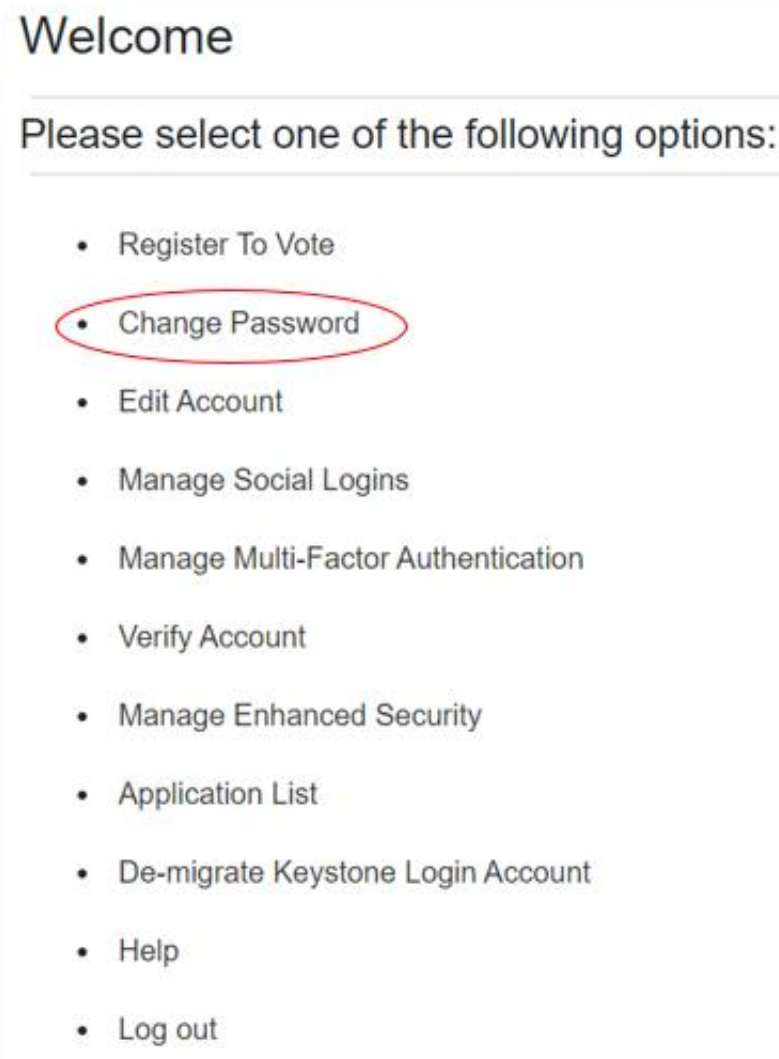 Welcome
Please select one of the following options:
• Register To Vote
• Change Password
• Edit Account
• Manage Social Logins
• Manage Multi-Factor Authentication
• Verify Account
• Manage Enhanced Security
• Application List
• De-migrate Keystone Login Account
• Help
• Log out